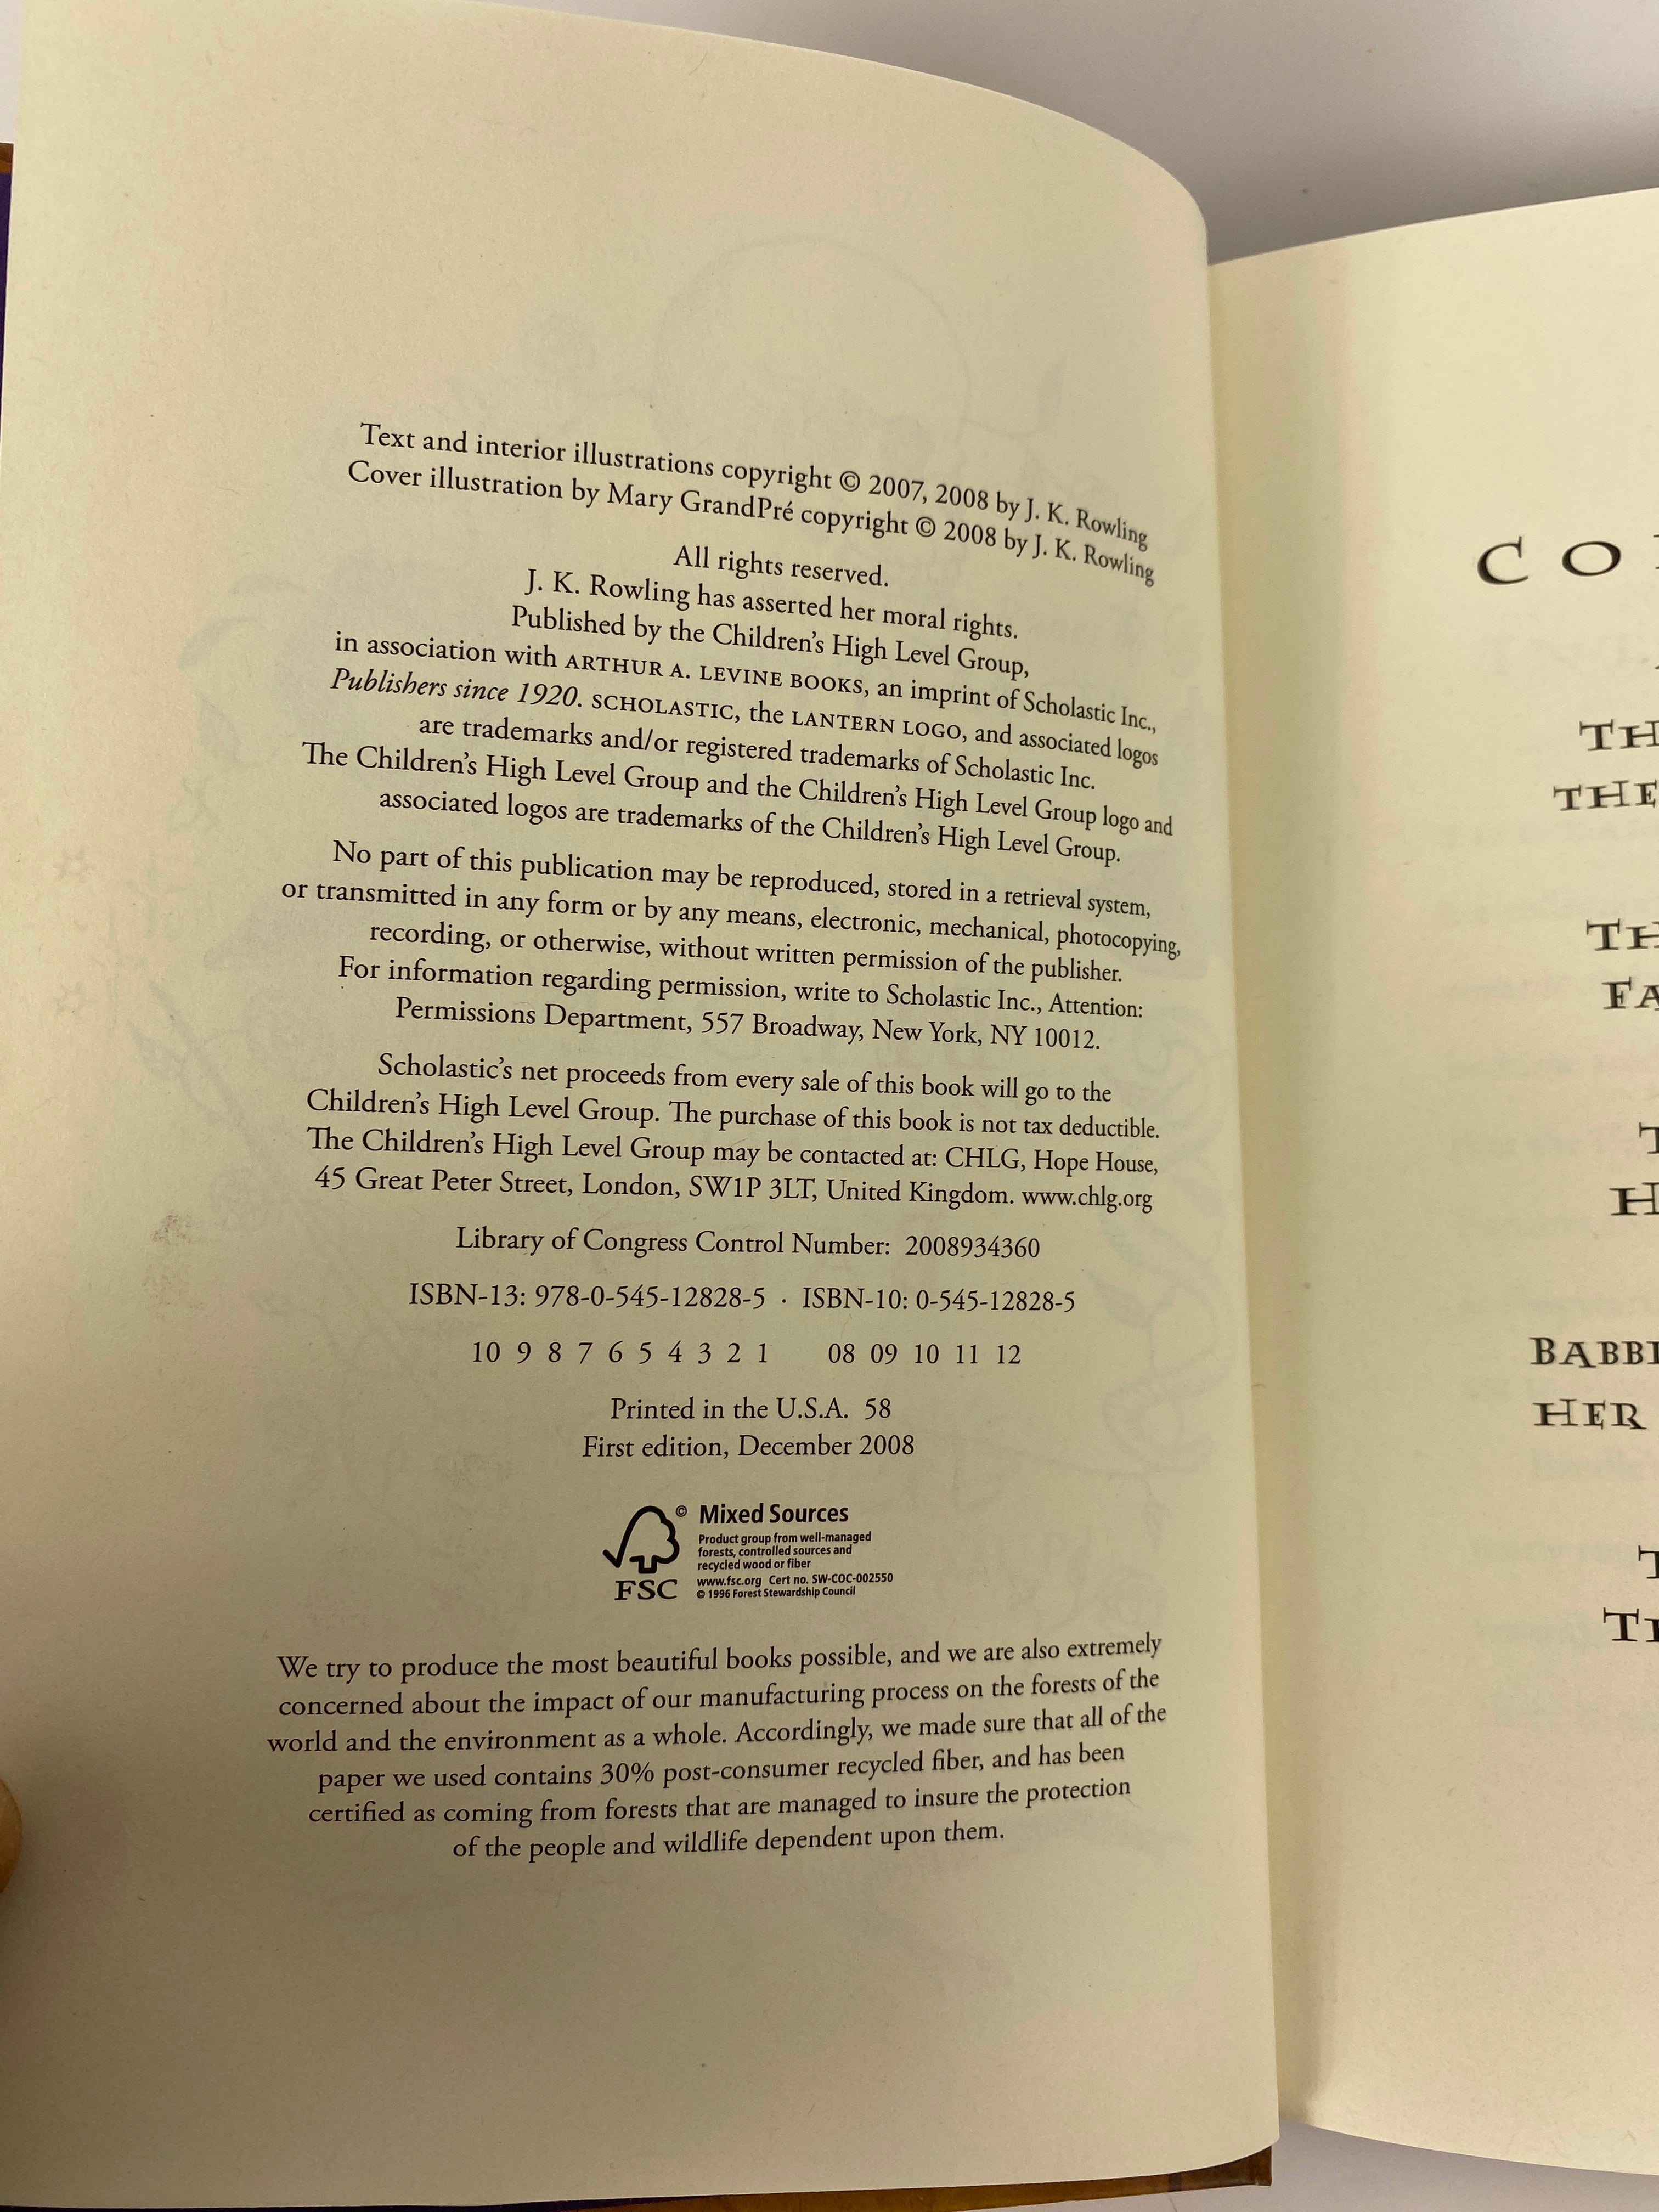 Text and interior illustrations copyright © 2007, 2008 by J. K. Rowling
Cover illustration by Mary GrandPré copyright © 2008 by J. K. Rowling
All rights reserved.
J. K. Rowling has asserted her moral rights.
Published by the Children's High Level Group,
in association with ARTHUR A. LEVINE BOOKS, an imprint of Scholastic Inc.,
Publishers since 1920. SCHOLASTIC, the LANTERN LOGO, and associated logos
are trademarks and/or registered trademarks of Scholastic Inc.
The Children's High Level Group and the Children's High Level Group logo and
associated logos are trademarks of the Children's High Level Group.
No part of this publication may be reproduced, stored in a retrieval system,
or transmitted in any form or by any means, electronic, mechanical, photocopying,
recording, or otherwise, without written permission of the publisher.
For information regarding permission, write to Scholastic Inc., Attention:
Permissions Department, 557 Broadway, New York, NY 10012.
Scholastic's net proceeds from every sale of this book will go to the
Children's High Level Group. The purchase of this book is not tax deductible.
The Children's High Level Group may be contacted at: CHLG, Hope House,
45 Great Peter Street, London, SW1P 3LT, United Kingdom. www.chlg.org
Library of Congress Control Number: 2008934360
ISBN-13: 978-0-545-12828-5 · ISBN-10: 0-545-12828-5
10 9 8 7 6 5 4 3 2 1 08 09 10 11 12
Printed in the U.S.A. 58
First edition, December 2008
©
FSC
Mixed Sources
Product group from well-managed
forests, controlled sources and
recycled wood or fiber
www.fsc.org Cert no. SW-COC-002550
© 1996 Forest Stewardship Council
We try to produce the most beautiful books possible, and we are also extremely
concerned about the impact of our manufacturing process on the forests of the
world and the environment as a whole. Accordingly, we made sure that all of the
paper we used contains 30% post-consumer recycled fiber, and has been
certified as coming from forests that are managed to insure the protection
of the people and wildlife dependent upon them.
CO
TH
THE
TH
FA
T
H
BABBI
HER
T